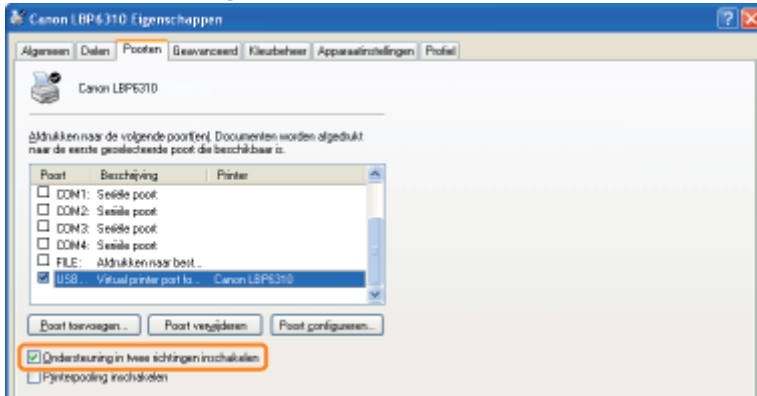 Canon LBP6310 Eigenschappen
Algemeen Delen Poorten Geavanceerd Kleurbeheer Apparaatinstellingen Profiel
Canon LBP6310
Afdrukken naar de volgende poort(en). Documenten worden afgedrukt
naar de eerste geselecteerde poort die beschikbaar is.
Poort Beschrijving Printer
COM1: Seriële poort
COM2: Seriële poort
COM3: Seriële poort
COM4: Seriële poort
FILE: Afdrukken naar best...
USB... Virtual printer port fo... Canon LBP6310
Poort toevoegen... Poort verwijderen Poort configureren...
Ondersteuning in twee richtingen inschakelen
Printerpooling inschakelen